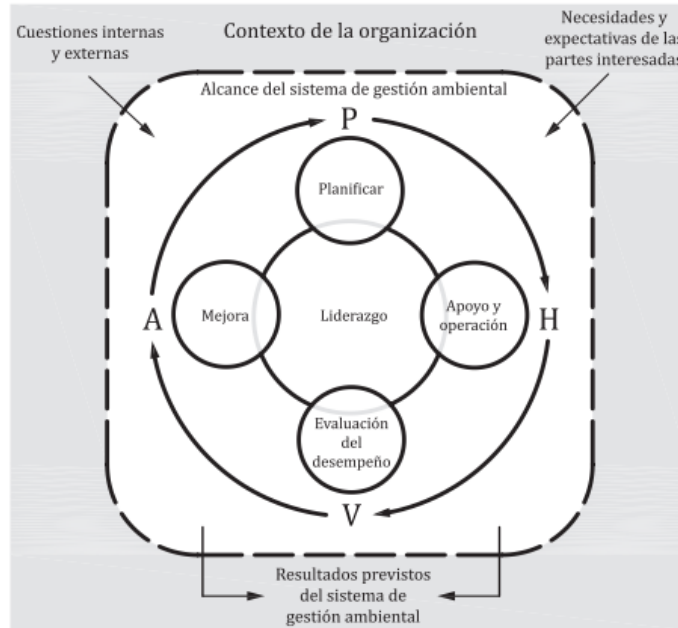 Cuestiones internas
y externas
Contexto de la organización
Necesidades y
expectativas de las
partes interesadas
Alcance del sistema de gestión ambiental
P
Planificar
A
Mejora
Liderazgo
Apoyo y
operación
H
Evaluación
del
desempeño
V
Resultados previstos
del sistema de
gestión ambiental